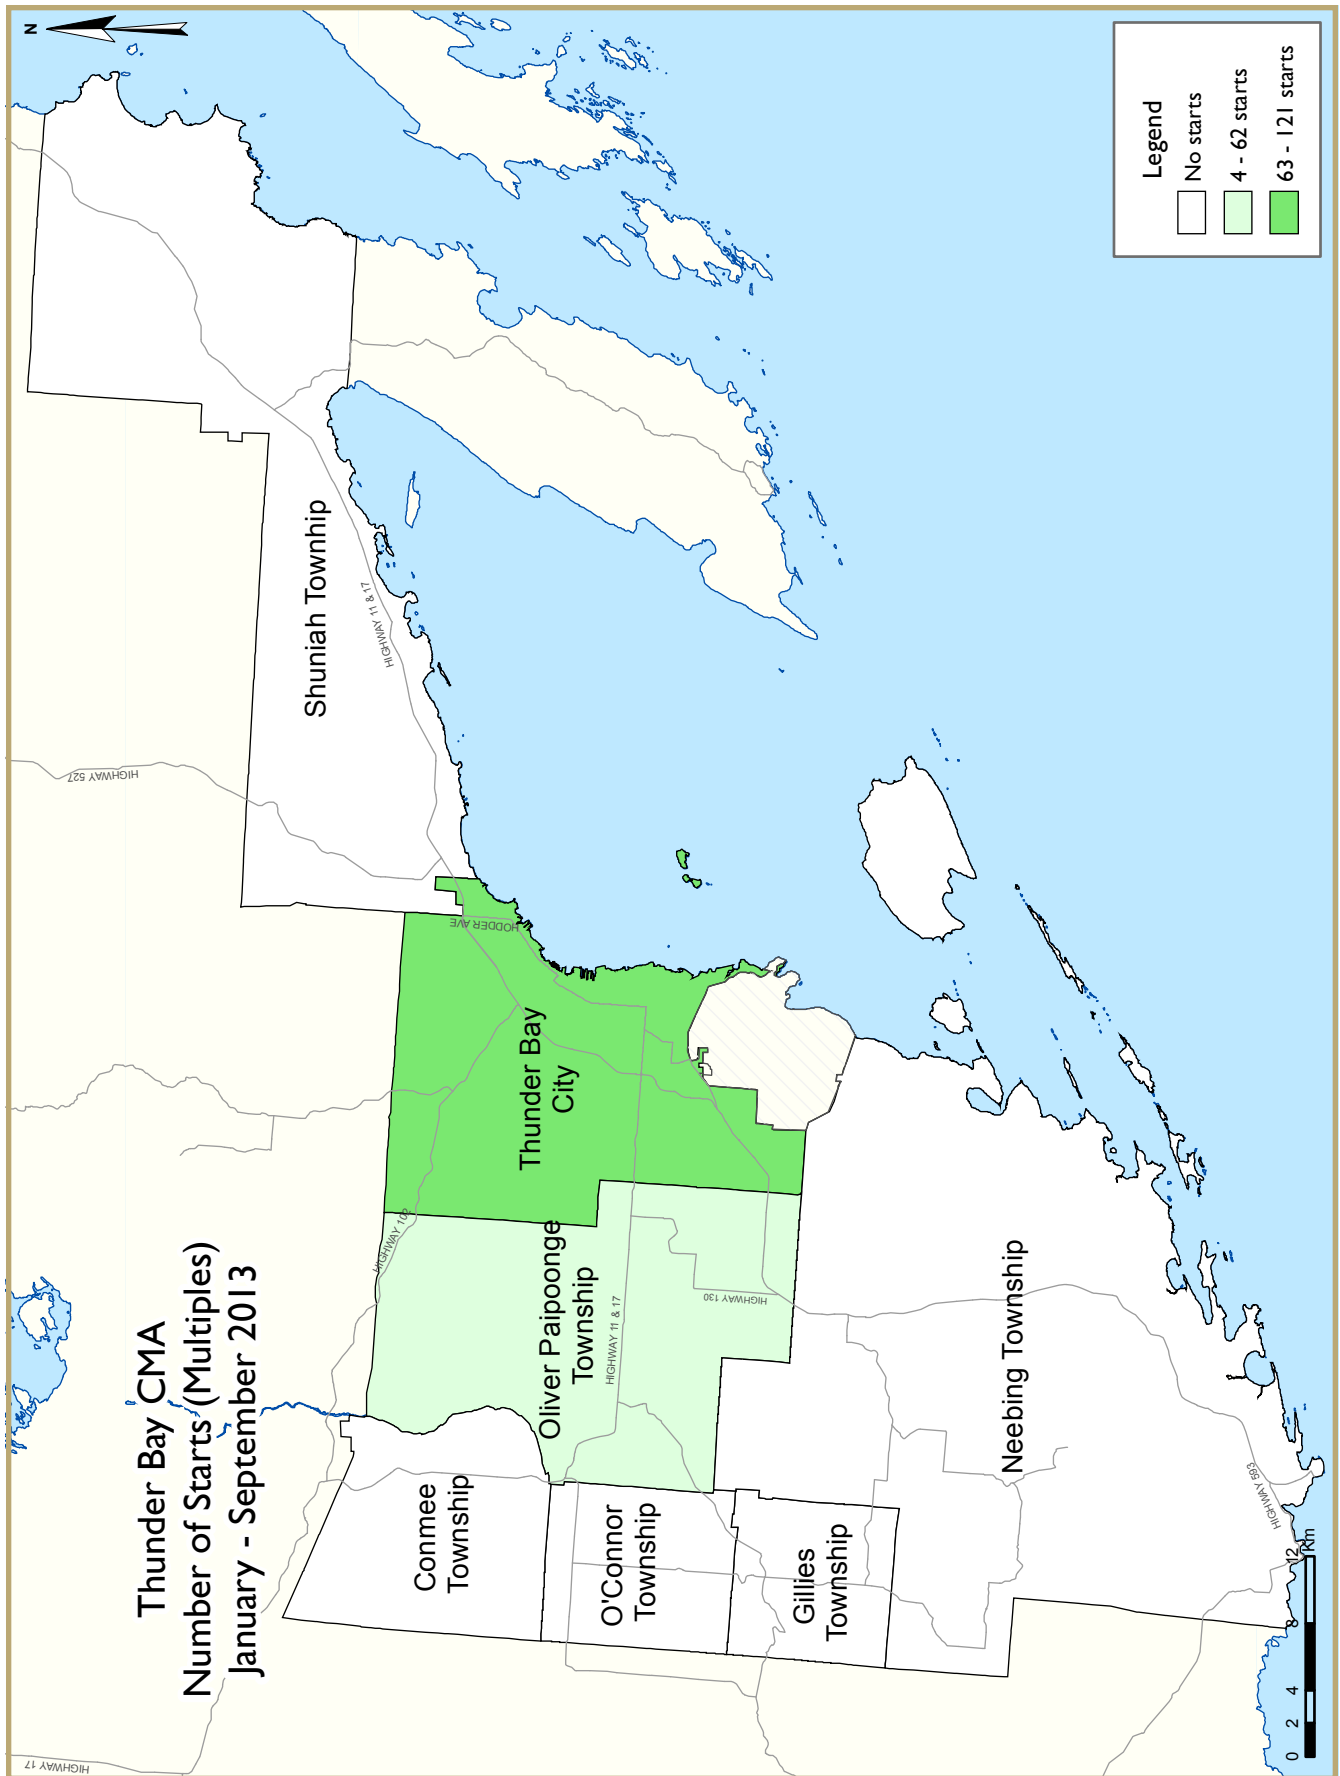 Thunder Bay CMA
Number of Starts (Multiples)
January - September 2013
N
Legend
No starts
4 - 62 starts
63 - 121 starts
Shuniah Townhip
HIGHWAY 11 & 17
HIGHWAY 527
HODDER AVE
Thunder Bay
City
HIGHWAY 102
Oliver Paipoonge
Township
HIGHWAY 11 & 17
HIGHWAY 130
Conmee
Township
O'Connor
Township
Gillies
Township
Neebing Township
HIGHWAY 593
HIGHWAY 17
0 2 4 8 12
Km